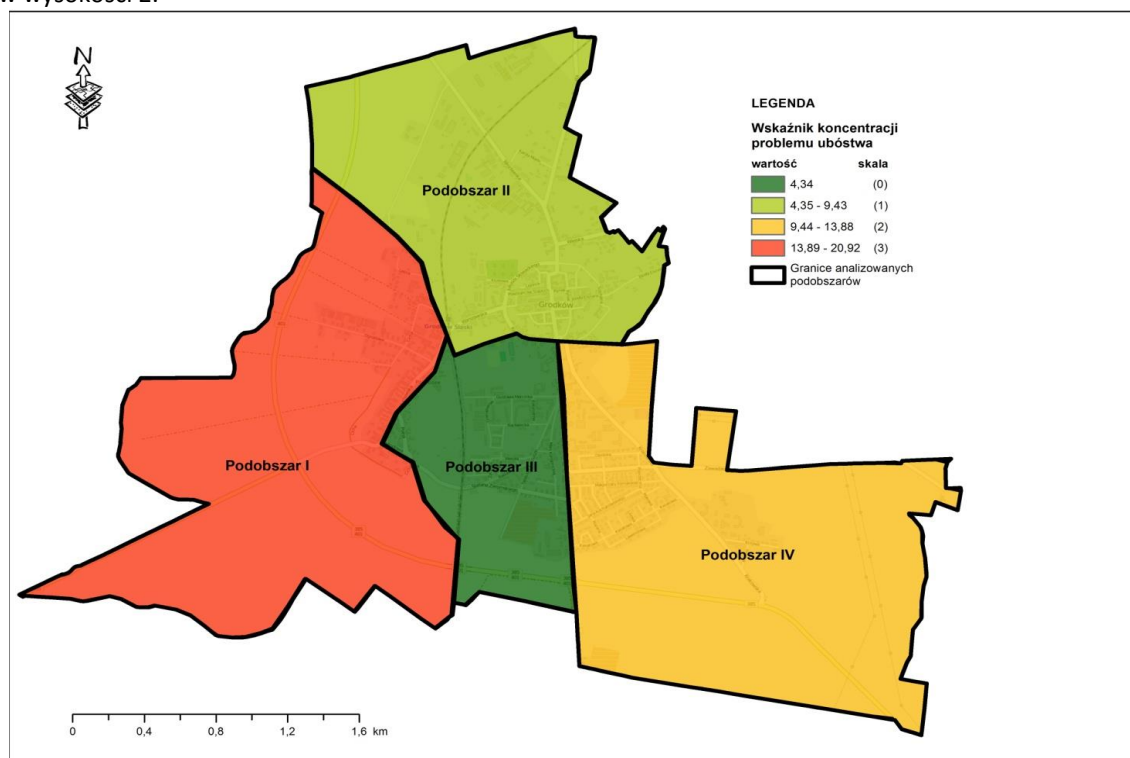 w wysokości 2.
N
LEGENDA
Wskaźnik koncentracji
problemu ubóstwa
wartość skala
4,34 (0)
4,35 - 9,43 (1)
9,44 - 13,88 (2)
13,89 - 20,92 (3)
Granice analizowanych
podobszarów
Podobszar II
Grodków
Podobszar I
Podobszar III
Podobszar IV
0 0,4 0,8 1,2 1,6 km